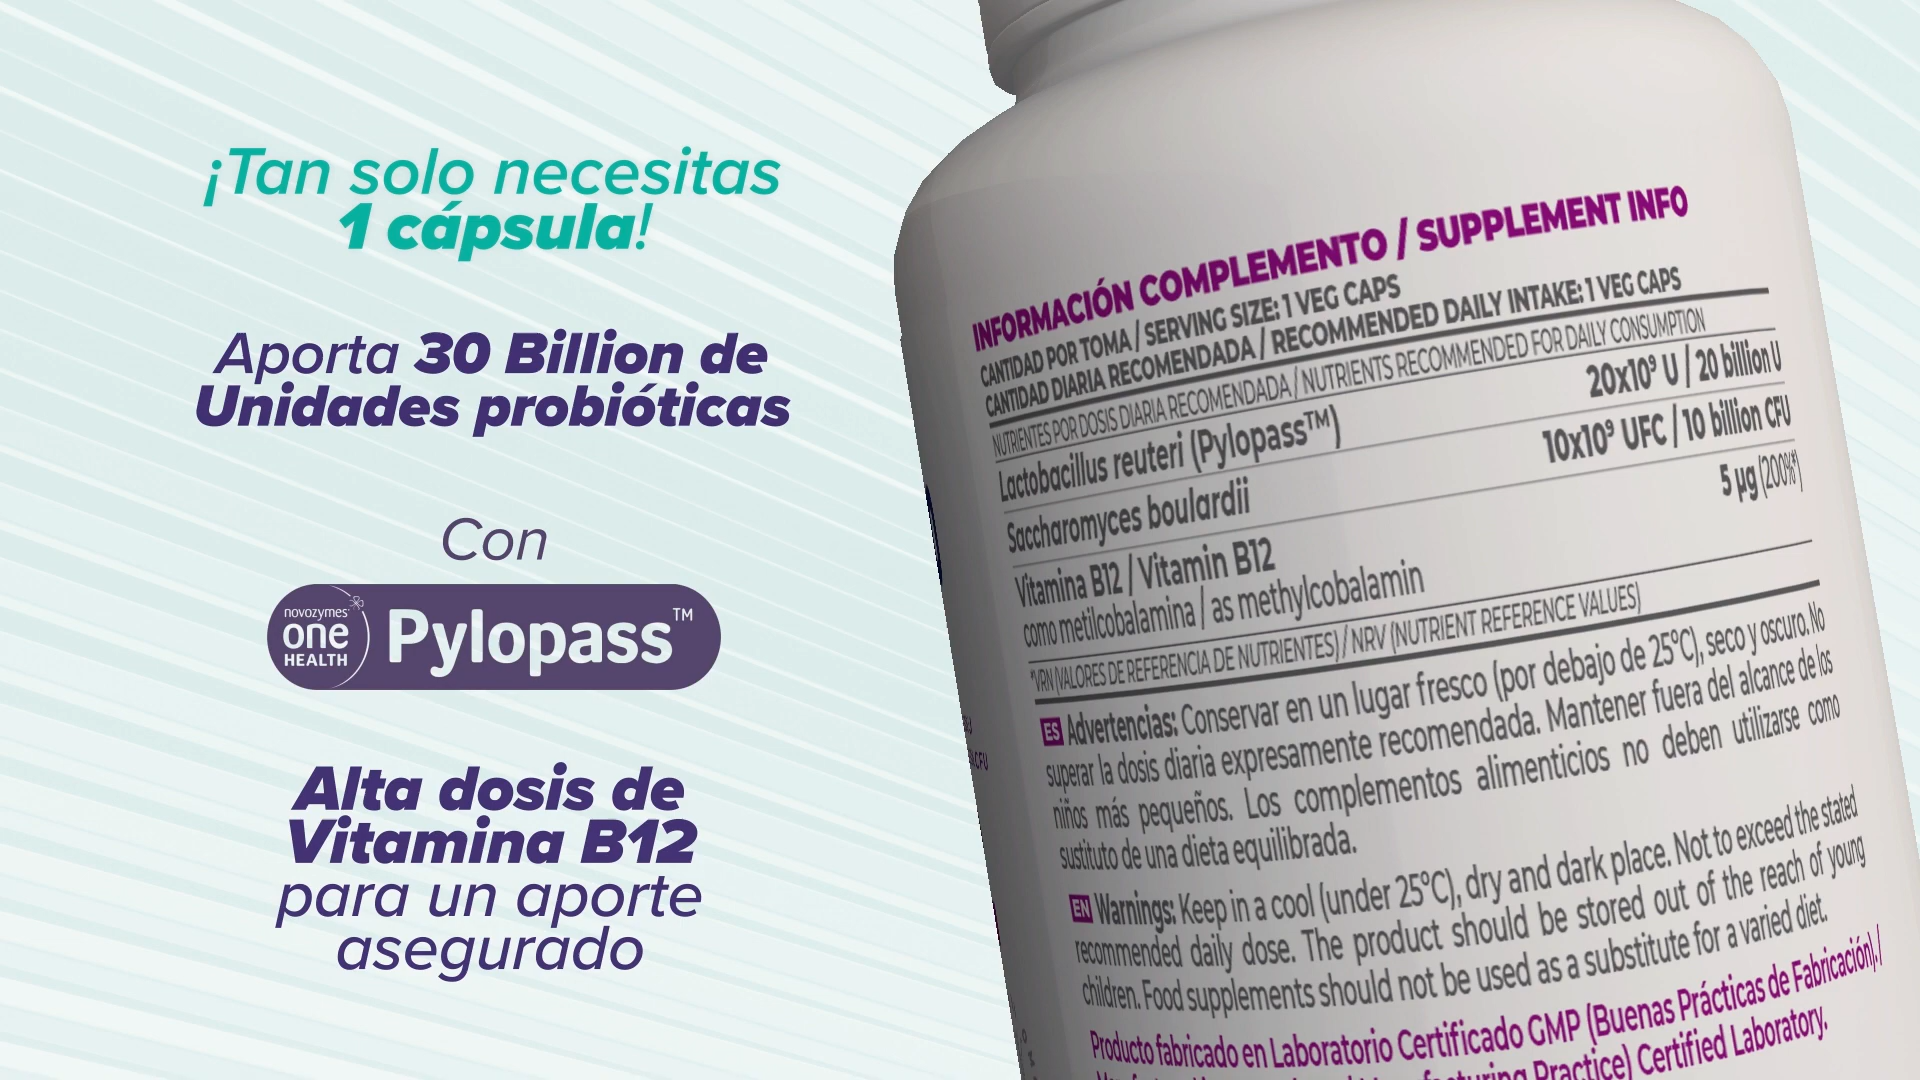 ¡Tan solo necesitas
1 cápsula!
Aporta 30 Billion de
Unidades probióticas
Con
novozymes
one
HEALTH
Pylopass™
Alta dosis de
Vitamina B12
para un aporte
asegurado
INFORMACIÓN COMPLEMENTO / SUPPLEMENT INFO
CANTIDAD POR TOMA / SERVING SIZE: 1 VEG CAPS
CANTIDAD DIARIA RECOMENDADA / RECOMMENDED DAILY INTAKE: 1 VEG CAPS
NUTRIENTES POR DOSIS DIARIA RECOMENDADA / NUTRIENTS RECOMMENDED FOR DAILY CONSUMPTION
Lactobacillus reuteri (Pylopass™) 20x10⁹ U / 20 billion U
Saccharomyces boulardii 10x10⁹ UFC / 10 billion CFU
Vitamina B12 / Vitamin B12 5 µg (200%*)
como metilcobalamina / as methylcobalamin
*VRN (VALORES DE REFERENCIA DE NUTRIENTES) / NRV (NUTRIENT REFERENCE VALUES)
ES Advertencias: Conservar en un lugar fresco (por debajo de 25°C), seco y oscuro. No
superar la dosis diaria expresamente recomendada. Mantener fuera del alcance de los
niños más pequeños. Los complementos alimenticios no deben utilizarse como
sustituto de una dieta equilibrada.
EN Warnings: Keep in a cool (under 25°C), dry and dark place. Not to exceed the stated
recommended daily dose. The product should be stored out of the reach of young
children. Food supplements should not be used as a substitute for a varied diet.
Producto fabricado en Laboratorio Certificado GMP (Buenas Prácticas de Fabricación). /
Practice) Certified Laboratory.
CFU